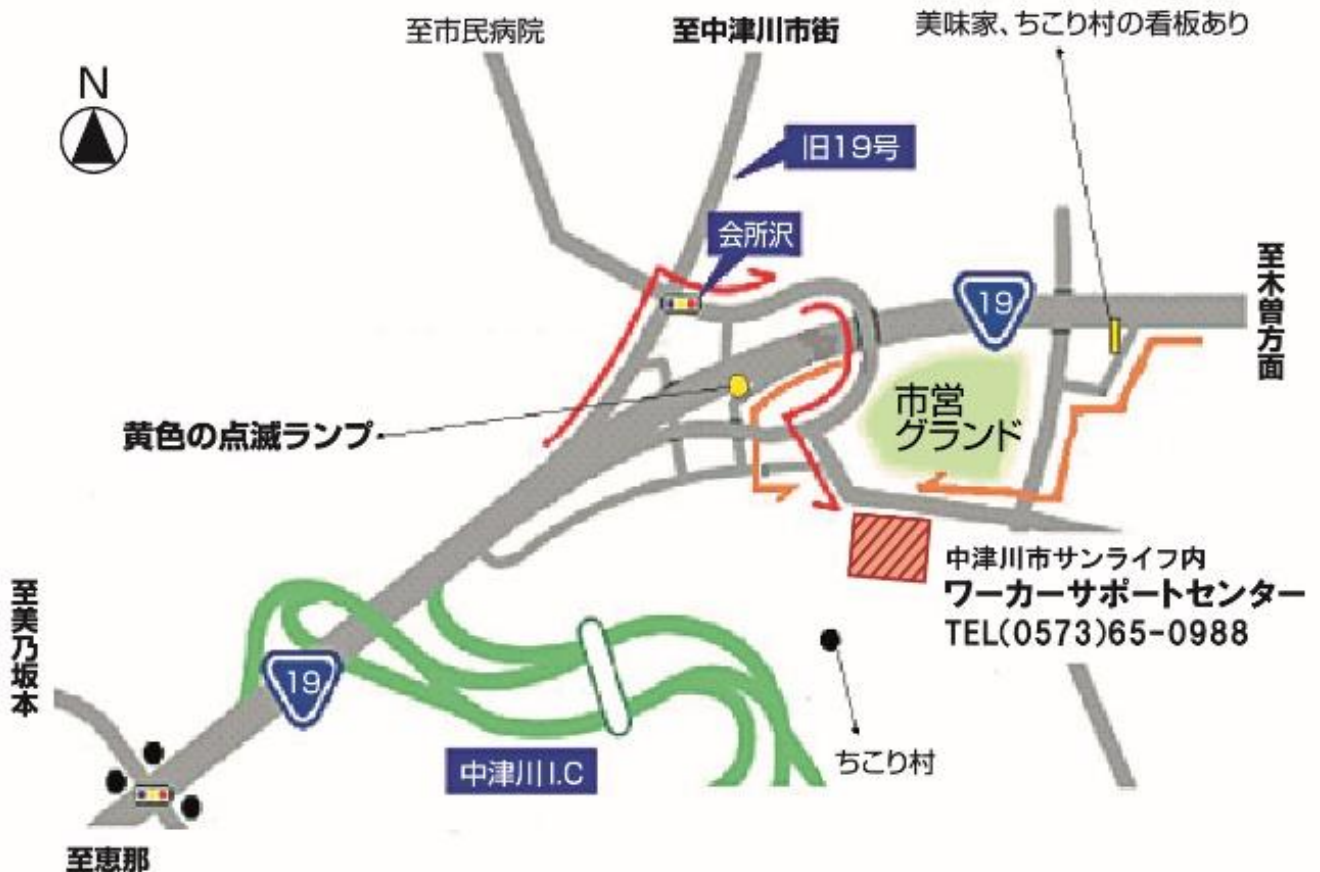 至市民病院
至中津川市街
美味家、ちこり村の看板あり
N
旧19号
会所沢
19
至木曽方面
市営
グランド
黄色の点滅ランプ
中津川市サンライフ内
ワーカーサポートセンター
TEL(0573)65-0988
至美乃坂本
19
中津川I.C
ちこり村
至恵那